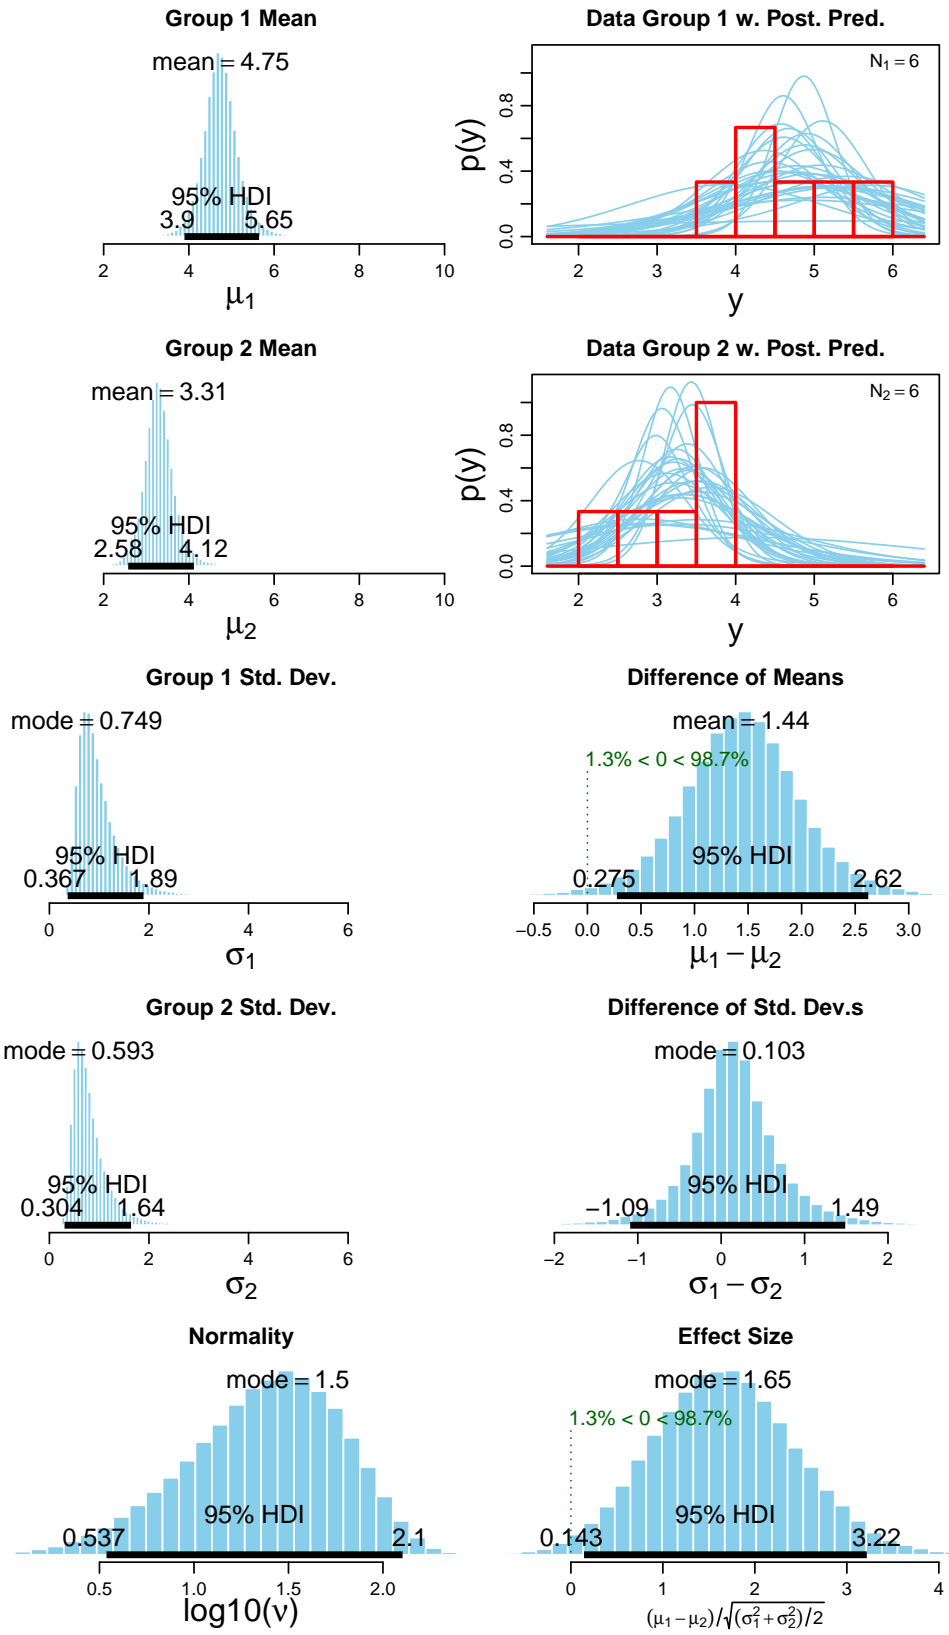 Group 1 Mean
mean = 4.75
95% HDI
3.9 5.65
2 4 6 8 10
μ1
Data Group 1 w. Post. Pred.
N1 = 6
p(y)
0.0 0.4 0.8
2 3 4 5 6
y
Group 2 Mean
mean = 3.31
95% HDI
2.58 4.12
2 4 6 8 10
μ2
Data Group 2 w. Post. Pred.
N2 = 6
p(y)
0.0 0.4 0.8
2 3 4 5 6
y
Group 1 Std. Dev.
mode = 0.749
95% HDI
0.367 1.89
0 2 4 6
σ1
Difference of Means
mean = 1.44
1.3% < 0 < 98.7%
95% HDI
0.275 2.62
−0.5 0.0 0.5 1.0 1.5 2.0 2.5 3.0
μ1 − μ2
Group 2 Std. Dev.
mode = 0.593
95% HDI
0.304 1.64
0 2 4 6
σ2
Difference of Std. Dev.s
mode = 0.103
95% HDI
−1.09 1.49
−2 −1 0 1 2
σ1 − σ2
Normality
mode = 1.5
95% HDI
0.537 2.1
0.5 1.0 1.5 2.0
log10(ν)
Effect Size
mode = 1.65
1.3% < 0 < 98.7%
95% HDI
0.143 3.22
0 1 2 3 4
(μ1 − μ2)/√(σ1² + σ2²)/2